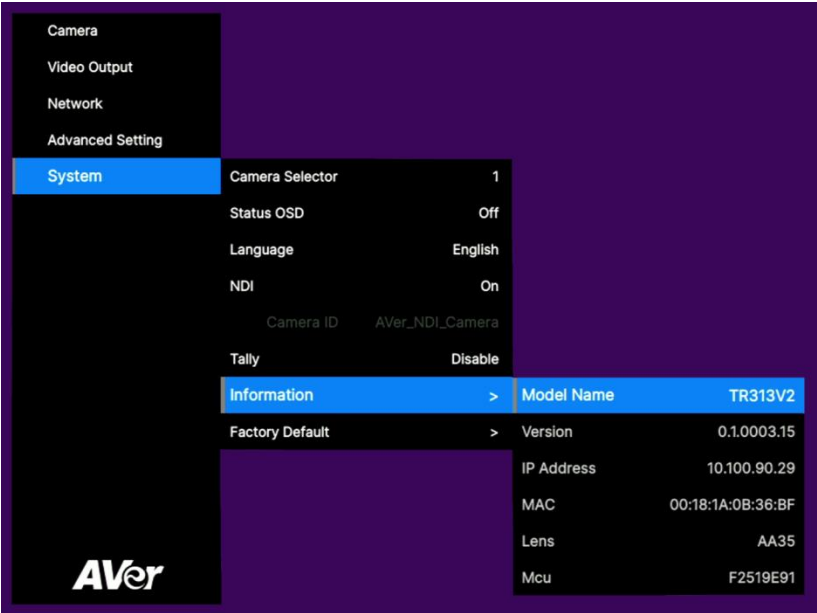 Camera
Video Output
Network
Advanced Setting
System
Camera Selector 1
Status OSD Off
Language English
NDI On
Camera ID AVer_NDI_Camera
Tally Disable
Information >
Factory Default >
Model Name TR313V2
Version 0.1.0003.15
IP Address 10.100.90.29
MAC 00:18:1A:0B:36:BF
Lens AA35
Mcu F2519E91
AVer